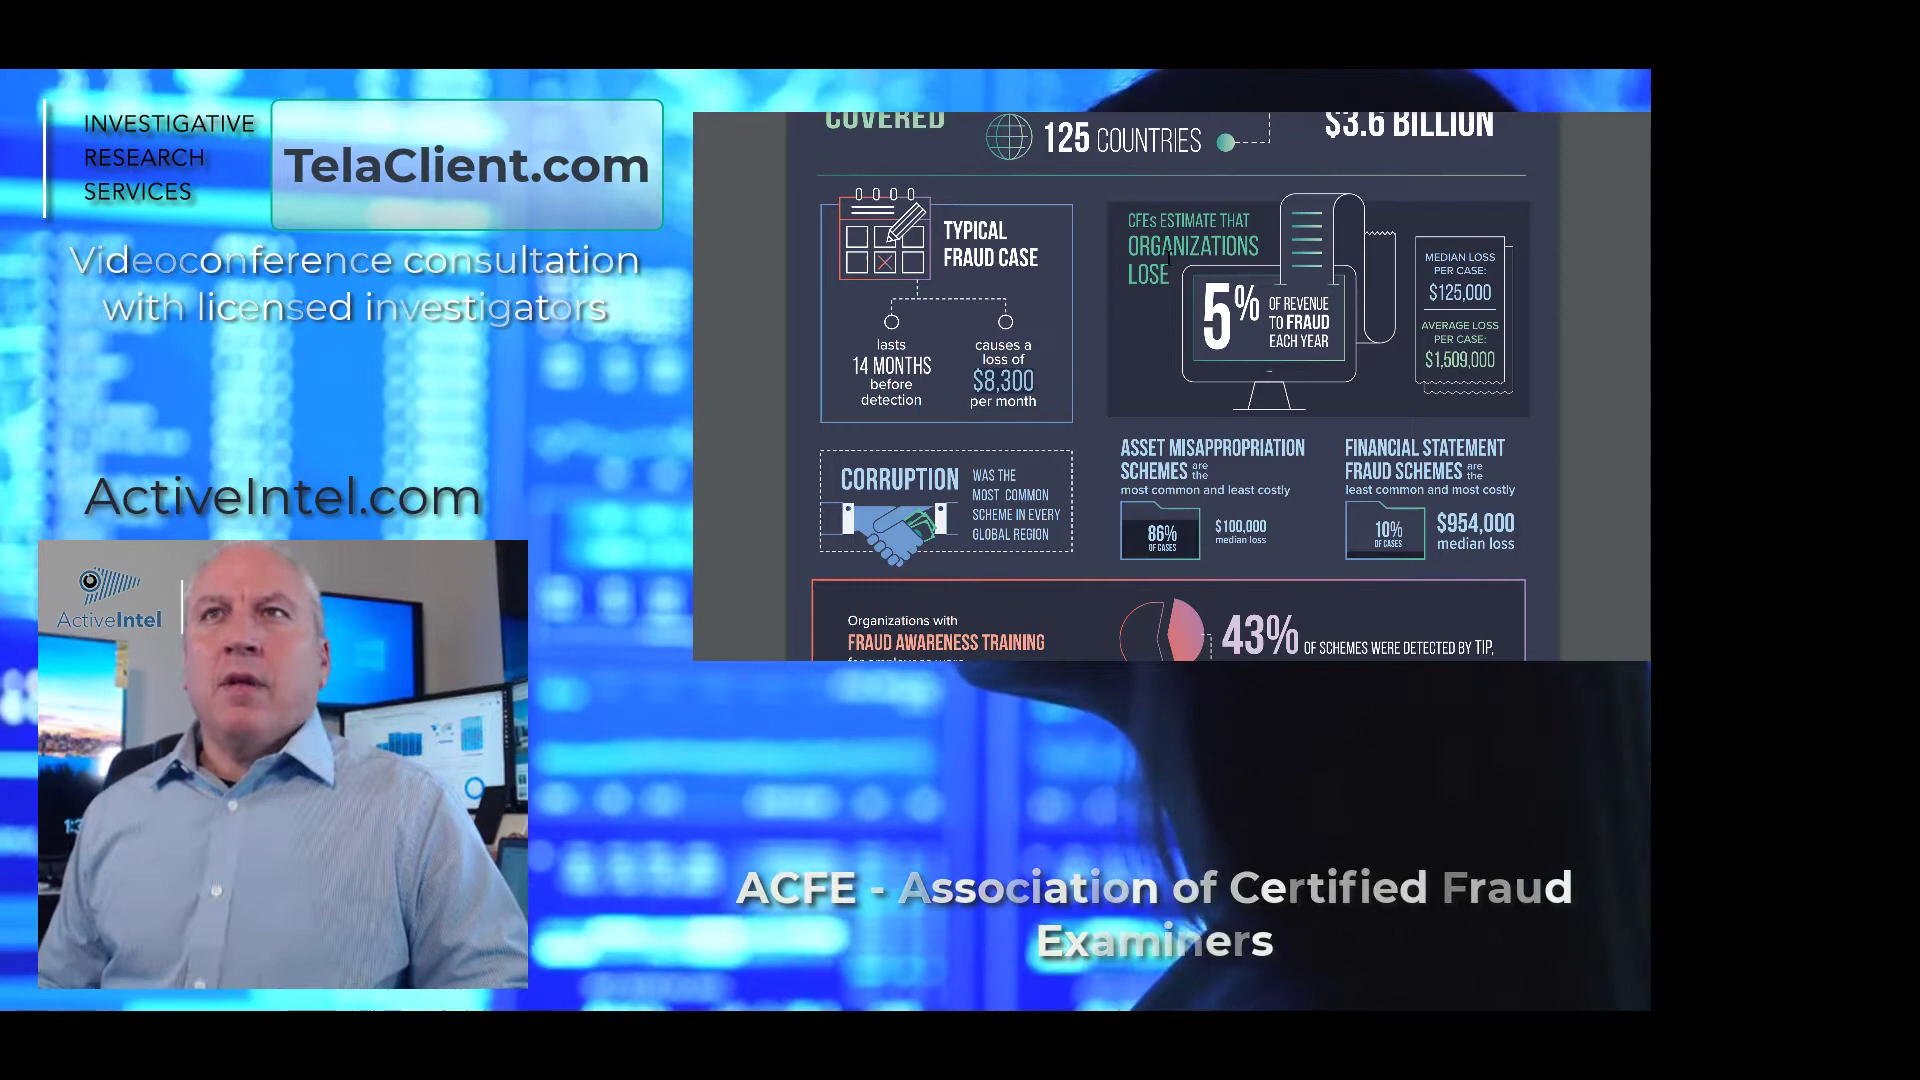 INVESTIGATIVE
RESEARCH
SERVICES
TelaClient.com
Videoconference consultation
with licensed investigators
ActiveIntel.com
ActiveIntel
COVERED
125 COUNTRIES
$3.6 BILLION
TYPICAL
FRAUD CASE
lasts
14 MONTHS
before
detection
causes a
loss of
$8,300
per month
CFEs ESTIMATE THAT
ORGANIZATIONS
LOSE
5% OF REVENUE
TO FRAUD
EACH YEAR
MEDIAN LOSS
PER CASE:
$125,000
AVERAGE LOSS
PER CASE:
$1,509,000
CORRUPTION
WAS THE
MOST COMMON
SCHEME IN EVERY
GLOBAL REGION
ASSET MISAPPROPRIATION
SCHEMES are the
most common and least costly
86%
OF CASES
$100,000
median loss
FINANCIAL STATEMENT
FRAUD SCHEMES are the
least common and most costly
10%
OF CASES
$954,000
median loss
Organizations with
FRAUD AWARENESS TRAINING
43% OF SCHEMES WERE DETECTED BY TIP,
ACFE - Association of Certified Fraud
Examiners